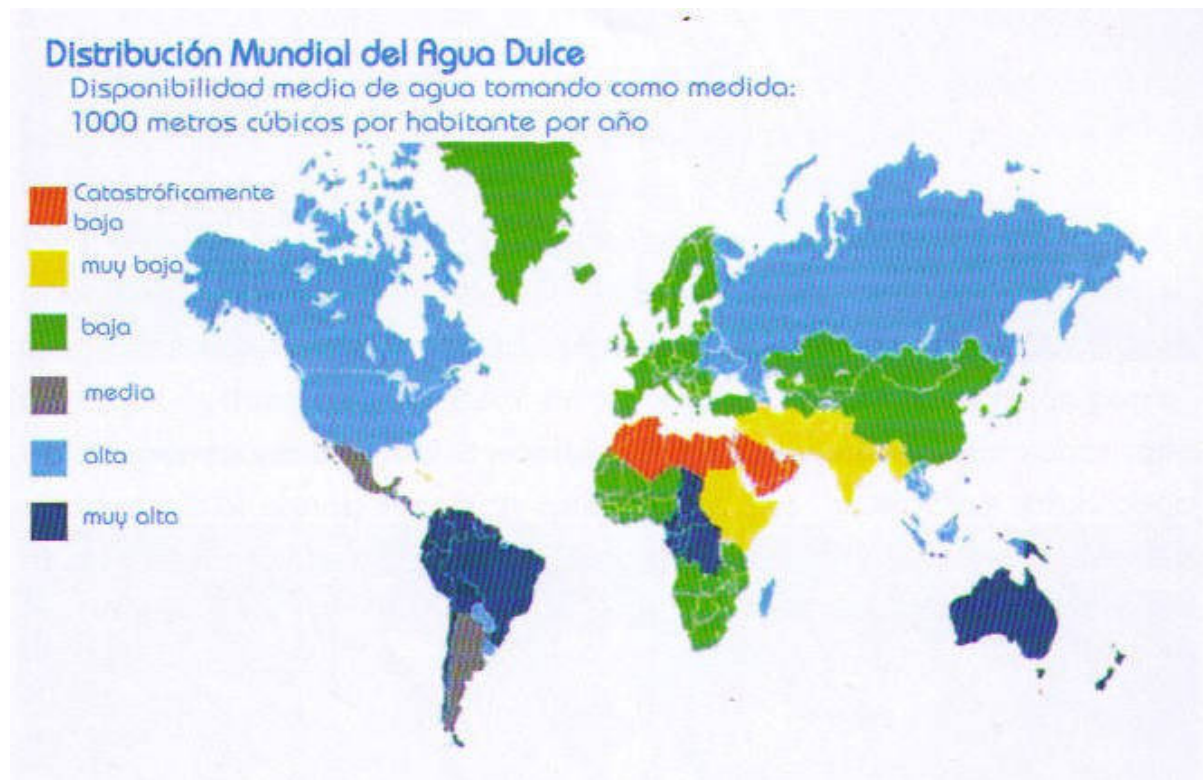 Distribución Mundial del Agua Dulce
Disponibilidad media de agua tomando como medida:
1000 metros cúbicos por habitante por año
Catastróficamente
baja
muy baja
baja
media
alta
muy alta